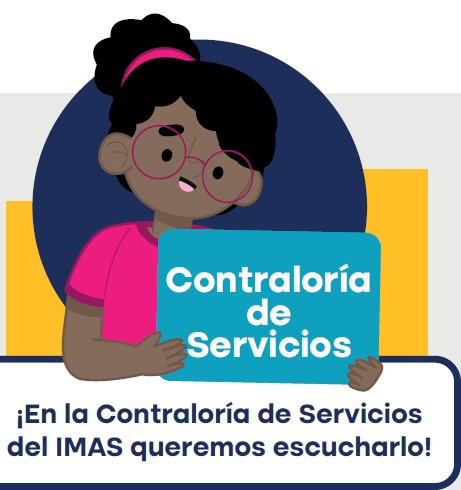 Contraloría
de
Servicios
¡En la Contraloría de Servicios
del IMAS queremos escucharlo!